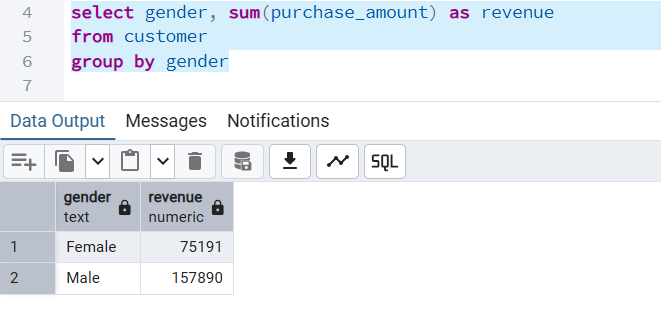 4 select gender, sum(purchase_amount) as revenue
5 from customer
6 group by gender
7
Data Output Messages Notifications
SQL
gender revenue
text numeric
1 Female 75191
2 Male 157890